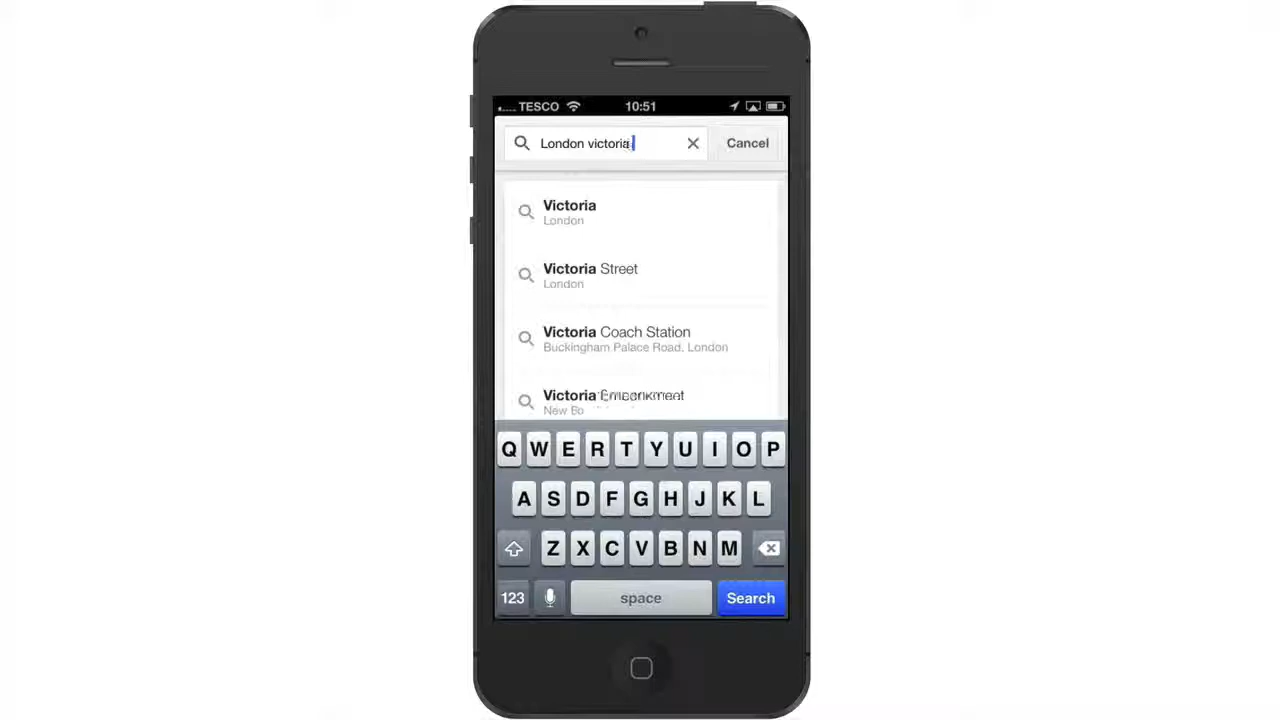 TESCO 10:51
London victoria Cancel
Victoria
London
Victoria Street
London
Victoria Coach Station
Buckingham Palace Road, London
Victoria Embankment
New
Q W E R T Y U I O P
A S D F G H J K L
Z X C V B N M
123 space Search